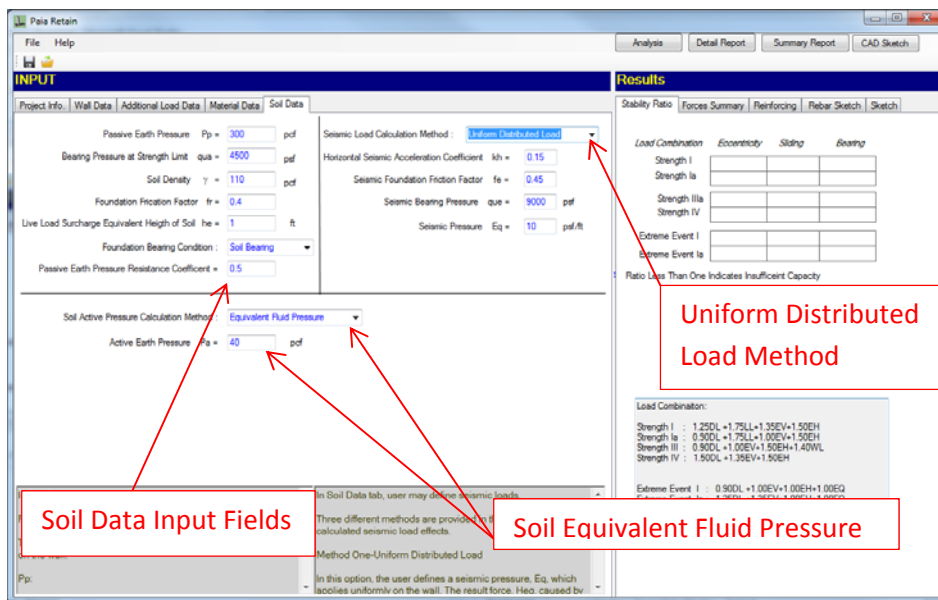 Paia Retain
File Help
Analysis Detail Report Summary Report CAD Sketch
INPUT
Results
Project Info. Wall Data Additional Load Data Material Data Soil Data
Stability Ratio Forces Summary Reinforcing Rebar Sketch Sketch
Passive Earth Pressure Pp = 300 pcf
Bearing Pressure at Strength Limit qua = 4500 psf
Soil Density γ = 110 pcf
Foundation Frication Factor fr = 0.4
Live Load Surcharge Equivalent Heigth of Soil he = 1 ft
Foundation Bearing Condition : Soil Bearing
Passive Earth Pressure Resistance Coefficent = 0.5
Seismic Load Calculation Method : Uniform Distributed Load
Horizontal Seismic Acceleration Coefficient kh = 0.15
Seismic Foundation Friction Factor fe = 0.45
Seismic Bearing Pressure que = 9000 psf
Seismic Pressure Eq = 10 psf/ft
Soil Active Pressure Calculation Method : Equivalent Fluid Pressure
Active Earth Pressure Pa = 40 pcf
Load Combination Eccentricity Sliding Bearing
Strength I
Strength Ia
Strength IIIa
Strength IV
Extreme Event I
Extreme Event Ia
Ratio Less Than One Indicates Insufficeint Capacity
Uniform Distributed
Load Method
Load Combinaiton:
Strength I : 1.25DL +1.75LL+1.35EV+1.50EH
Strength Ia : 0.90DL +1.75LL+1.00EV+1.50EH
Strength III : 0.90DL +1.00EV+1.50EH+1.40WL
Strength IV : 1.50DL +1.35EV+1.50EH
Extreme Event I : 0.90DL +1.00EV+1.00EH+1.00EQ
Soil Data Input Fields
Soil Equivalent Fluid Pressure
on the wall.
Pp:
In Soil Data tab, user may define seismic loads.
Three different methods are provided in
calculated seismic load effects.
Method One-Uniform Distributed Load
In this option, the user defines a seismic pressure, Eq, which
applies uniformly on the wall. The result force, Heq, caused by